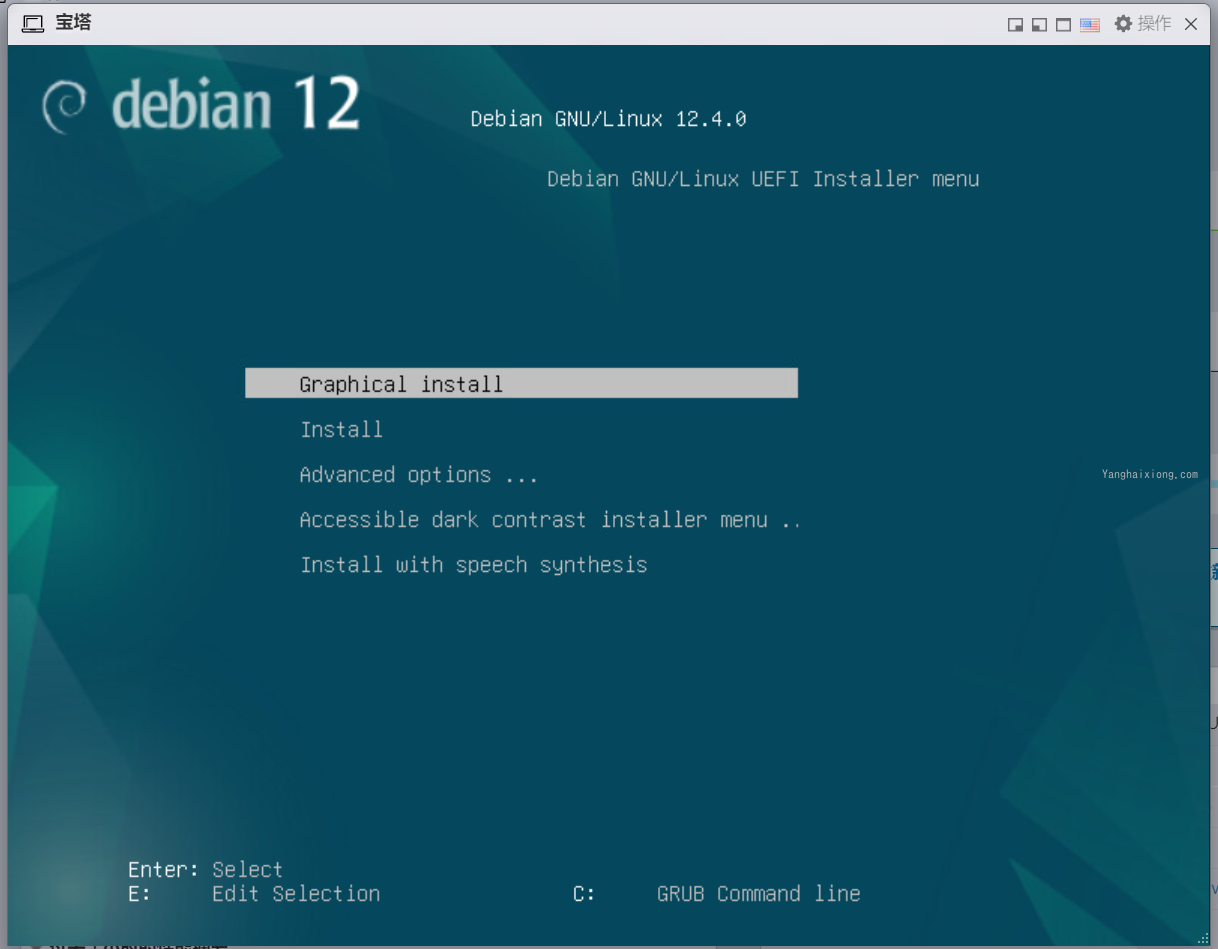 宝塔
操作
debian 12
Debian GNU/Linux 12.4.0
Debian GNU/Linux UEFI Installer menu
Graphical install
Install
Advanced options ...
Yanghaixiong.com
Accessible dark contrast installer menu ..
Install with speech synthesis
Enter: Select
E: Edit Selection
C: GRUB Command line